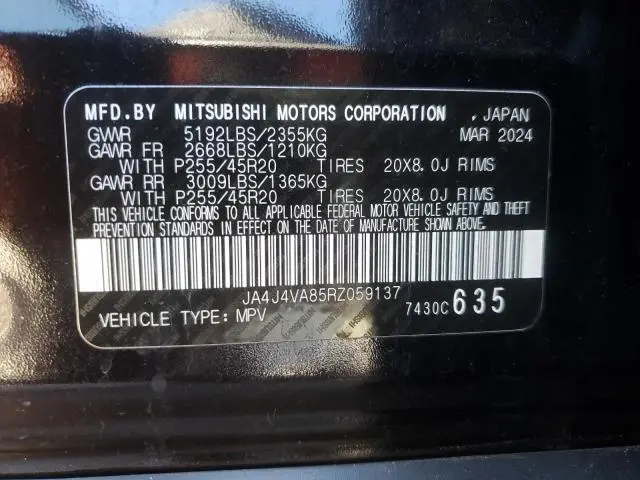 MFD.BY MITSUBISHI MOTORS CORPORATION . JAPAN
GWWR 5192LBS/2355KG MAR 2024
GAWR FR 2668LBS/1210KG
WITH P255/45R20 TIRES 20X8.0J RIMS
GAWR RR 3009LBS/1365KG
WITH P255/45R20 TIRES 20X8.0J RIMS
THIS VEHICLE CONFORMS TO ALL APPLICABLE FEDERAL MOTOR VEHICLE SAFETY AND THEFT
PREVENTION STANDARDS IN EFFECT ON THE DATE OF MANUFACTURE SHOWN ABOVE.
JA4J4VA85RZ059137
VEHICLE TYPE: MPV 7430C 635